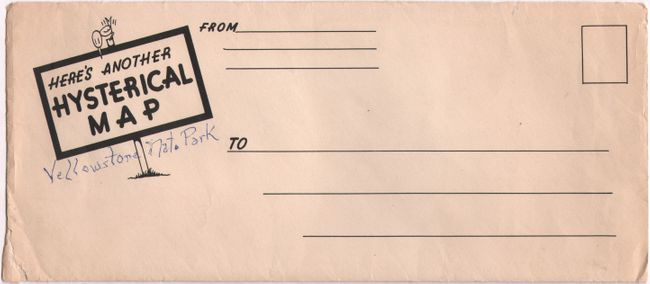 FROM
HERE'S ANOTHER
HYSTERICAL
MAP
Yellowstone Nat. Park
TO